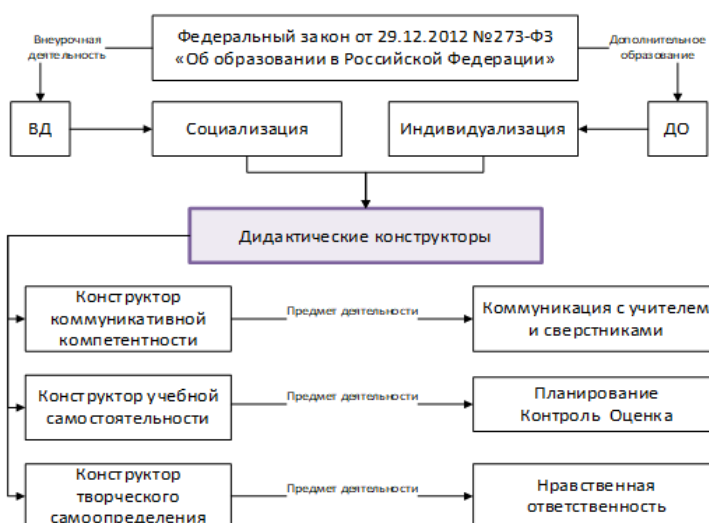 Внеурочная
деятельность
Федеральный закон от 29.12.2012 №273-ФЗ
«Об образовании в Российской Федерации»
Дополнительное
образование
ВД
Социализация
Индивидуализация
ДО
Дидактические конструкторы
Конструктор
коммуникативной
компетентности
Предмет деятельности
Коммуникация с учителем
и сверстниками
Конструктор учебной
самостоятельности
Предмет деятельности
Планирование
Контроль Оценка
Конструктор
творческого
самоопределения
Предмет деятельности
Нравственная
ответственность